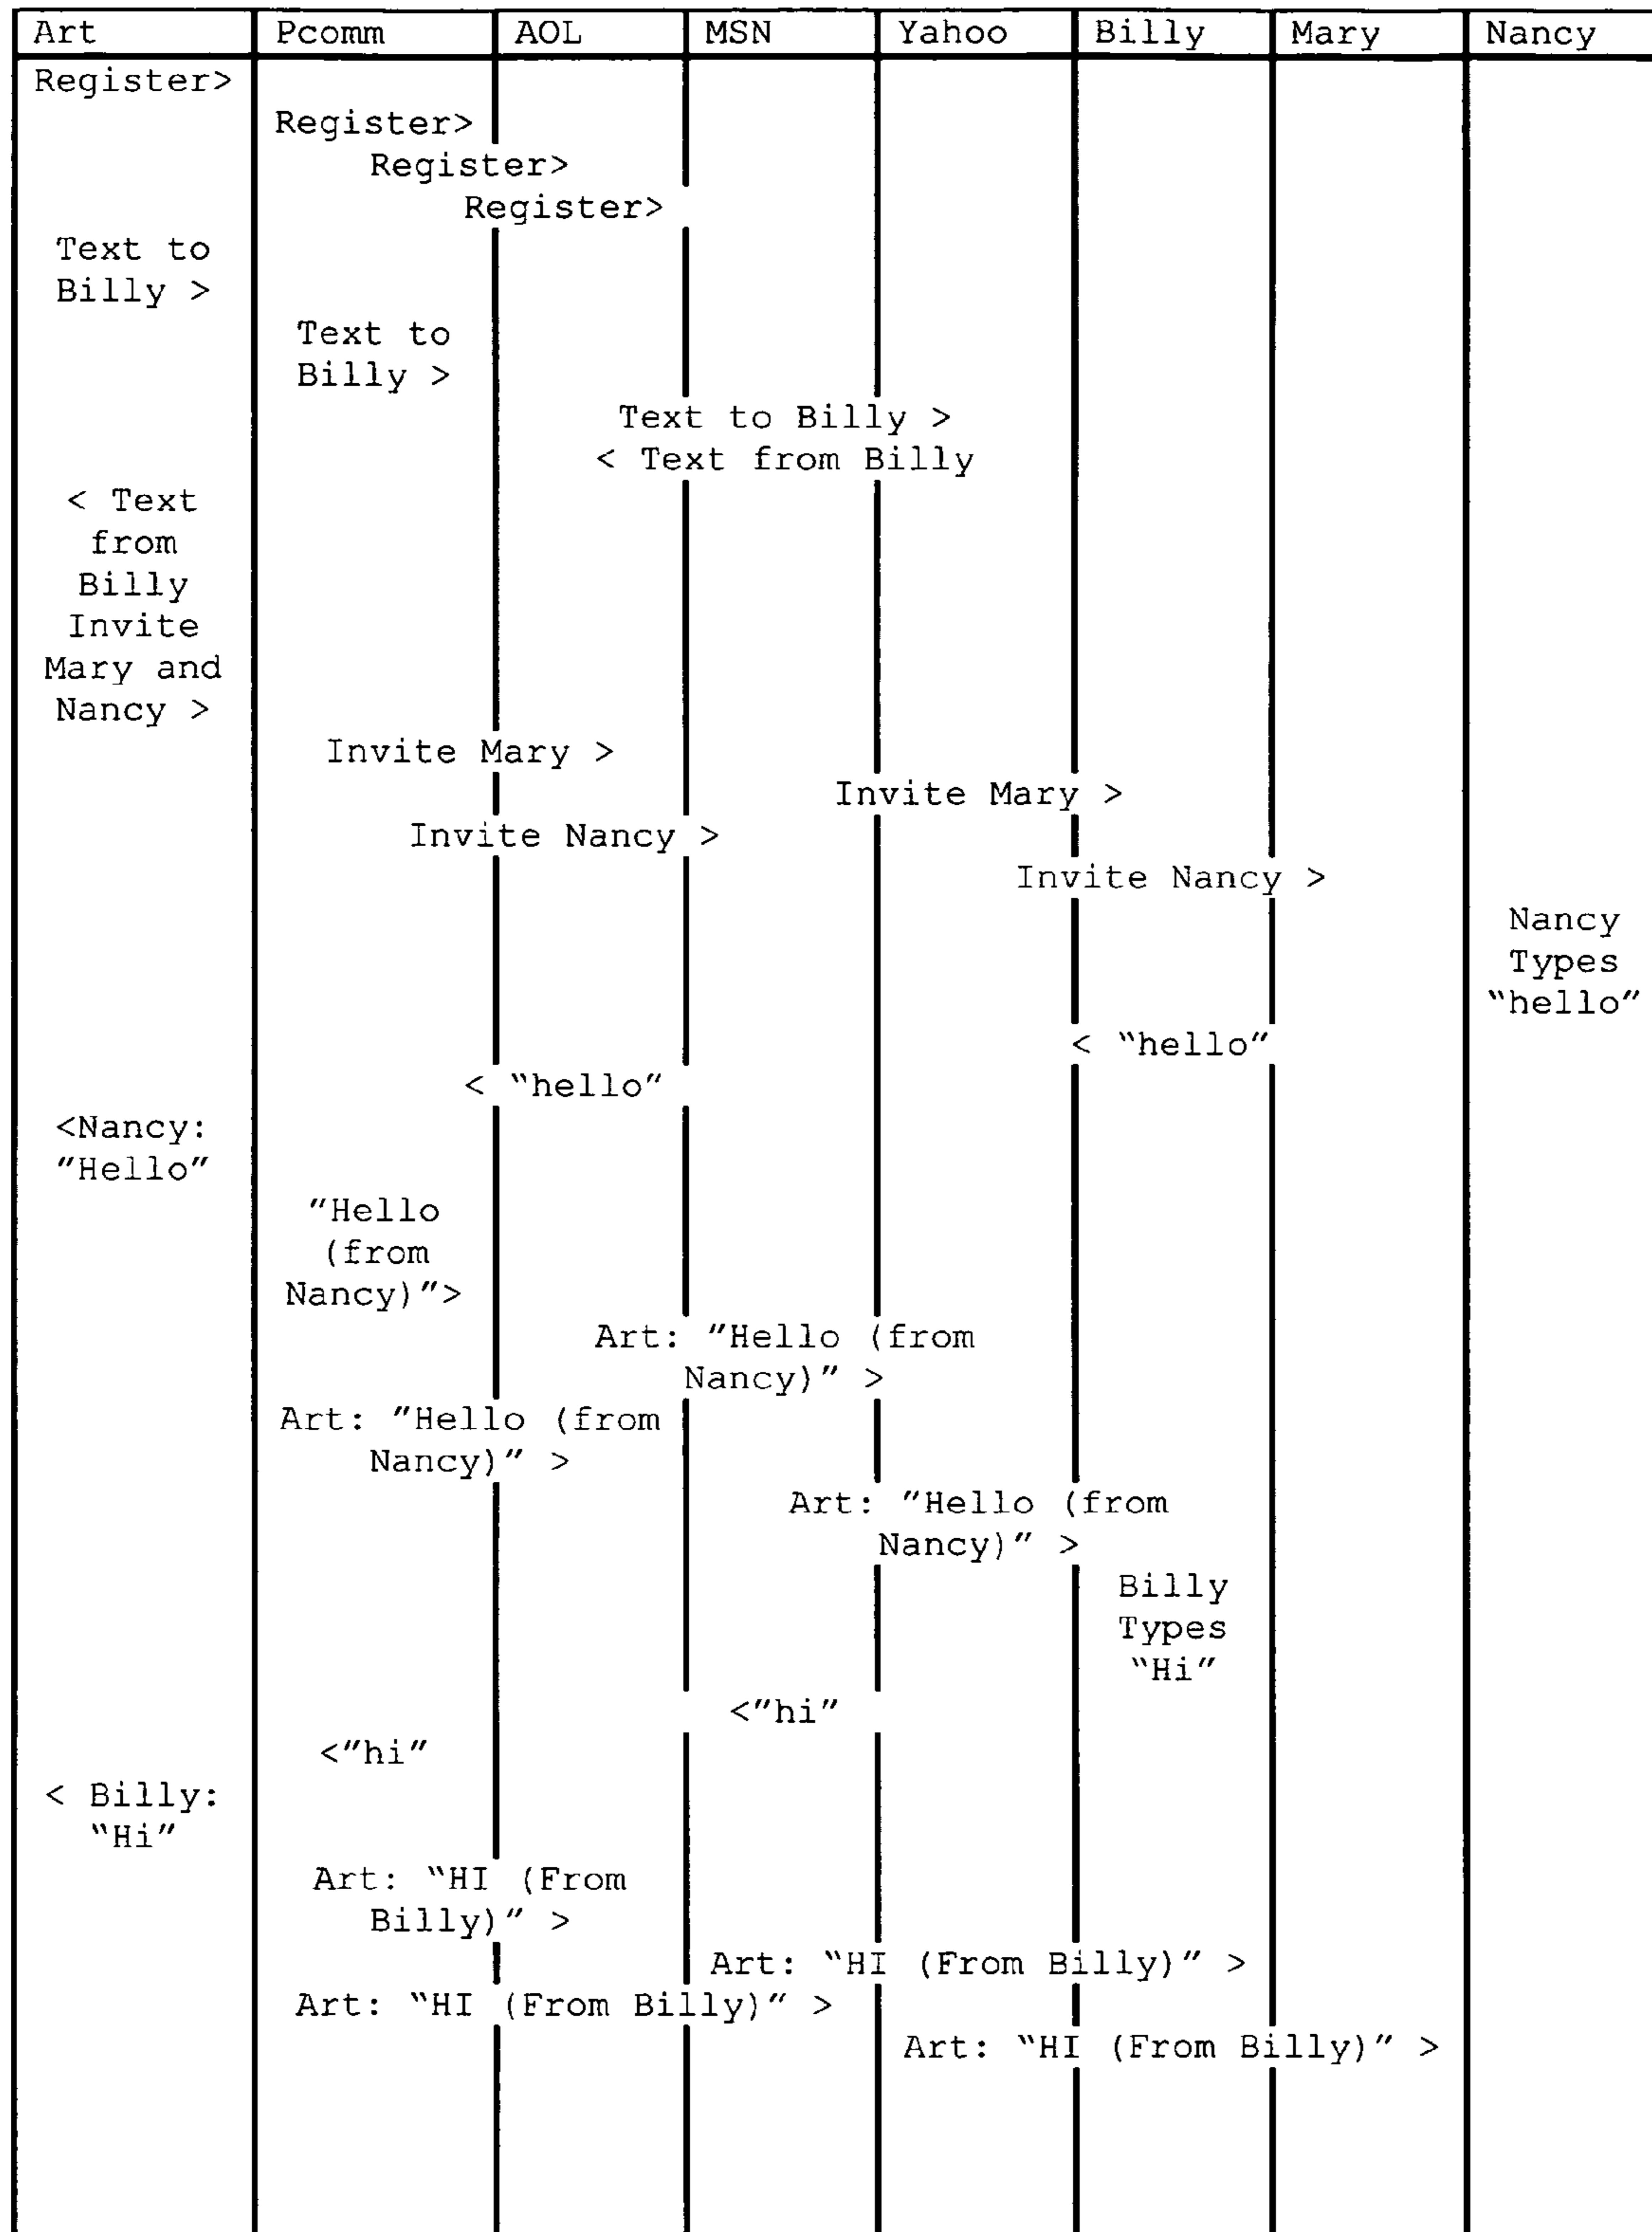 Art Pcomm AOL MSN Yahoo Billy Mary Nancy
Register>
Register>
Register>
Register>
Text to
Billy >
Text to
Billy >
Text to Billy >
< Text from Billy
< Text
from
Billy
Invite
Mary and
Nancy >
Invite Mary >
Invite Mary >
Invite Nancy >
Invite Nancy >
Nancy
Types
“hello”
< “hello”
< “hello”
<Nancy:
”Hello”
”Hello
(from
Nancy)”>
Art: ”Hello (from
Nancy)” >
Art: ”Hello (from
Nancy)” >
Art: ”Hello (from
Nancy)” >
Billy
Types
“Hi”
<”hi”
<”hi”
< Billy:
“Hi”
Art: “HI (From
Billy)” >
Art: “HI (From Billy)” >
Art: “HI (From Billy)” >
Art: “HI (From Billy)” >